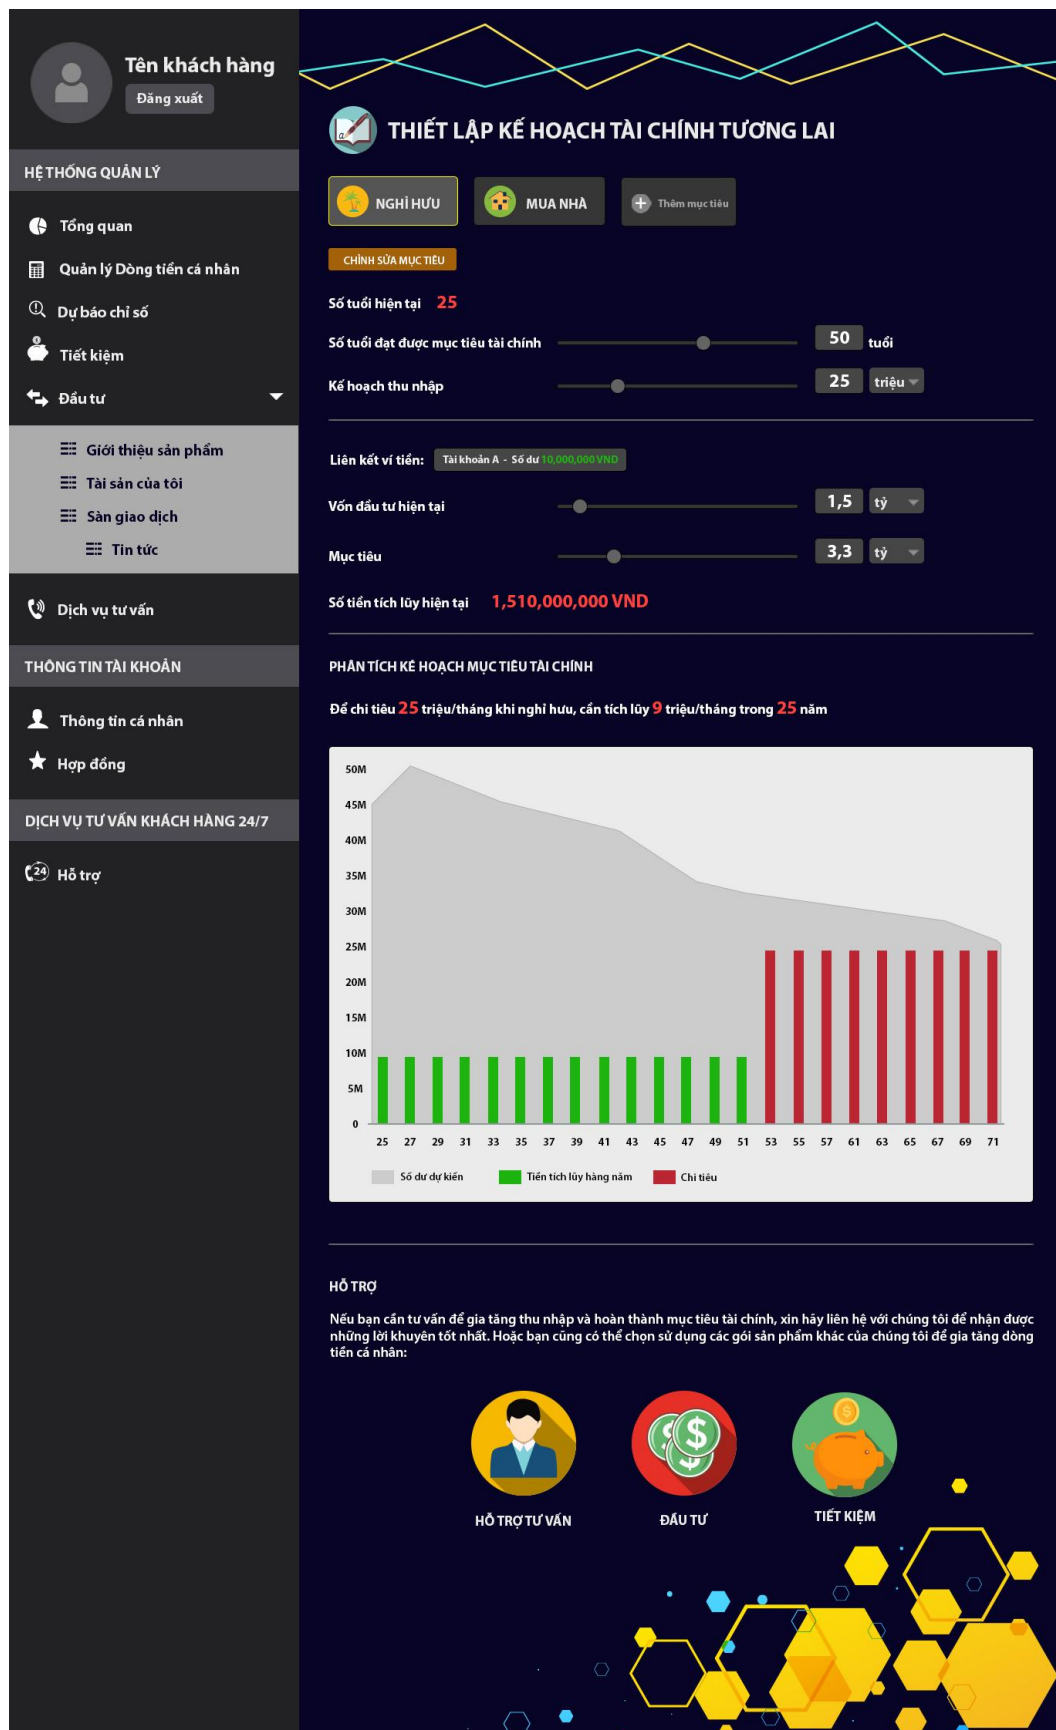 Tên khách hàng
Đăng xuất
HỆ THỐNG QUẢN LÝ
Tổng quan
Quản lý Dòng tiền cá nhân
Dự báo chỉ số
Tiết kiệm
Đầu tư
Giới thiệu sản phẩm
Tài sản của tôi
Sàn giao dịch
Tin tức
Dịch vụ tư vấn
THÔNG TIN TÀI KHOẢN
Thông tin cá nhân
Hợp đồng
DỊCH VỤ TƯ VẤN KHÁCH HÀNG 24/7
24 Hỗ trợ
THIẾT LẬP KẾ HOẠCH TÀI CHÍNH TƯƠNG LAI
NGHỈ HƯU MUA NHÀ Thêm mục tiêu
CHỈNH SỬA MỤC TIÊU
Số tuổi hiện tại 25
Số tuổi đạt được mục tiêu tài chính 50 tuổi
Kế hoạch thu nhập 25 triệu
Liên kết ví tiền: Tài khoản A - Số dư 10,000,000 VND
Vốn đầu tư hiện tại 1,5 tỷ
Mục tiêu 3,3 tỷ
Số tiền tích lũy hiện tại 1,510,000,000 VND
PHÂN TÍCH KẾ HOẠCH MỤC TIÊU TÀI CHÍNH
Để chi tiêu 25 triệu/tháng khi nghỉ hưu, cần tích lũy 9 triệu/tháng trong 25 năm
50M
45M
40M
35M
30M
25M
20M
15M
10M
5M
0
25 27 29 31 33 35 37 39 41 43 45 47 49 51 53 55 57 61 63 65 67 69 71
Số dư dự kiến Tiền tích lũy hàng năm Chi tiêu
HỖ TRỢ
Nếu bạn cần tư vấn để gia tăng thu nhập và hoàn thành mục tiêu tài chính, xin hãy liên hệ với chúng tôi để nhận được
những lời khuyên tốt nhất. Hoặc bạn cũng có thể chọn sử dụng các gói sản phẩm khác của chúng tôi để gia tăng dòng
tiền cá nhân:
HỖ TRỢ TƯ VẤN ĐẦU TƯ TIẾT KIỆM